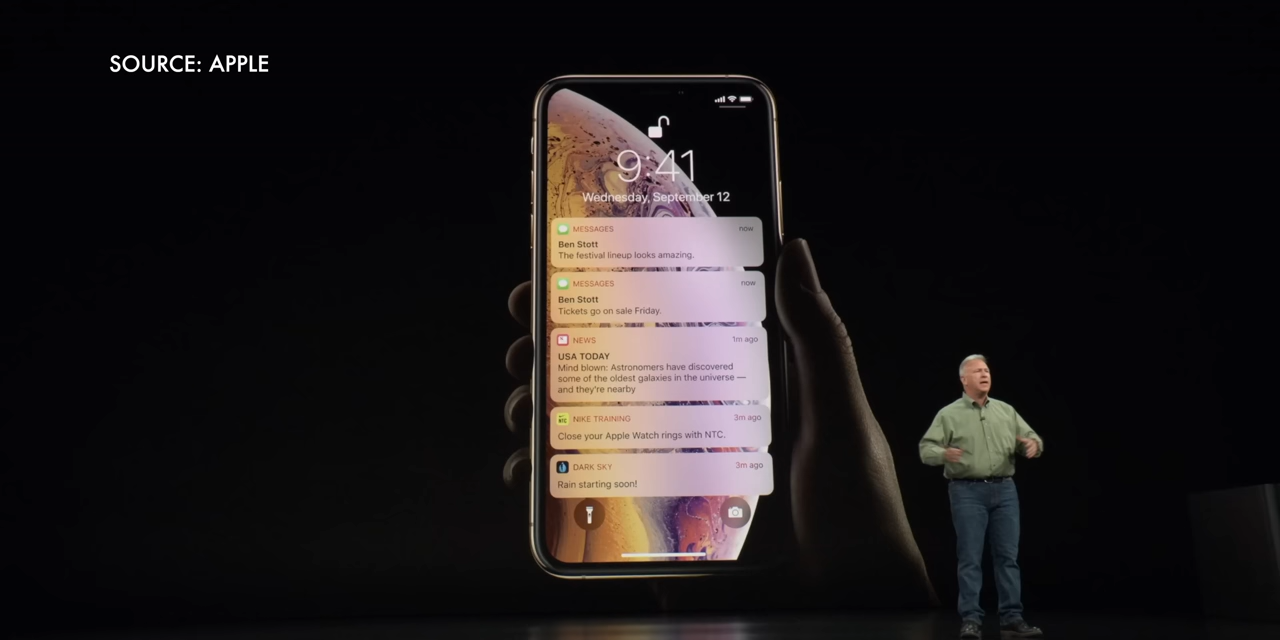 SOURCE: APPLE
9:41
Wednesday, September 12
MESSAGES now
Ben Stott
The festival lineup looks amazing.
MESSAGES now
Ben Stott
Tickets go on sale Friday.
NEWS 1m ago
USA TODAY
Mind blown: Astronomers have discovered
some of the oldest galaxies in the universe —
and they're nearby
NTC
NIKE TRAINING 3m ago
Close your Apple Watch rings with NTC.
DARK SKY 3m ago
Rain starting soon!